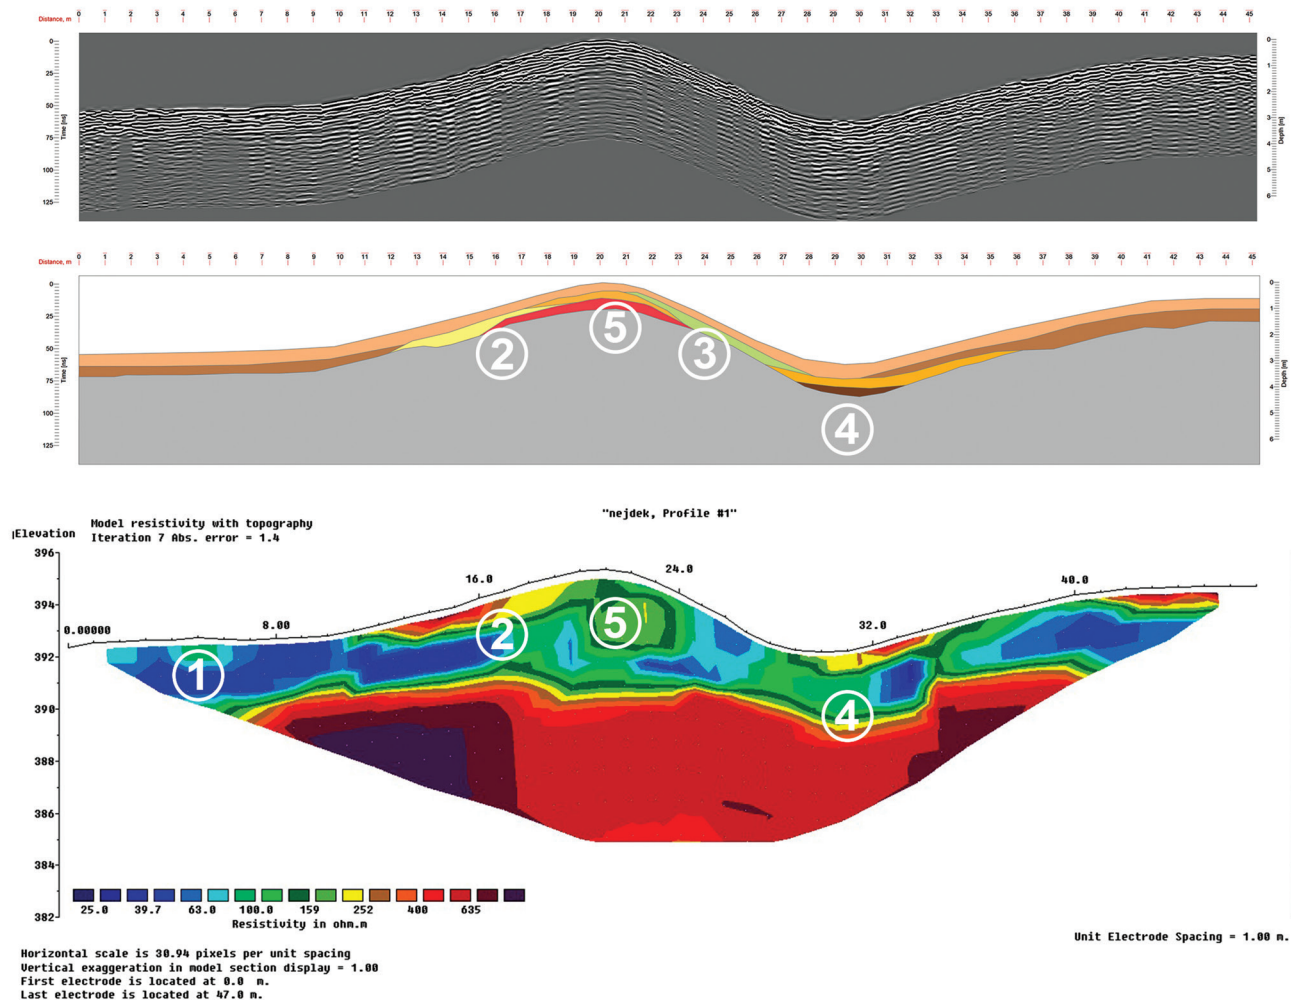 Distance, m 0 1 2 3 4 5 6 7 8 9 10 11 12 13 14 15 16 17 18 19 20 21 22 23 24 25 26 27 28 29 30 31 32 33 34 35 36 37 38 39 40 41 42 43 44 45
Time [ns] 0 25 50 75 100 125
Depth [m] 0 1 2 3 4 5 6
Distance, m 0 1 2 3 4 5 6 7 8 9 10 11 12 13 14 15 16 17 18 19 20 21 22 23 24 25 26 27 28 29 30 31 32 33 34 35 36 37 38 39 40 41 42 43 44 45
Time [ns] 0 25 50 75 100 125
Depth [m] 0 1 2 3 4 5 6
2 5 3 4
"nejdek, Profile #1"
Model resistivity with topography
Elevation
Iteration 7 Abs. error = 1.4
396
394
392
390
388
386
384
382
0.00000 8.00 16.0 24.0 32.0 40.0
1 2 5 4
25.0 39.7 63.0 100.0 159 252 400 635
Resistivity in ohm.m
Unit Electrode Spacing = 1.00 m.
Horizontal scale is 30.94 pixels per unit spacing
Vertical exaggeration in model section display = 1.00
First electrode is located at 0.0 m.
Last electrode is located at 47.0 m.